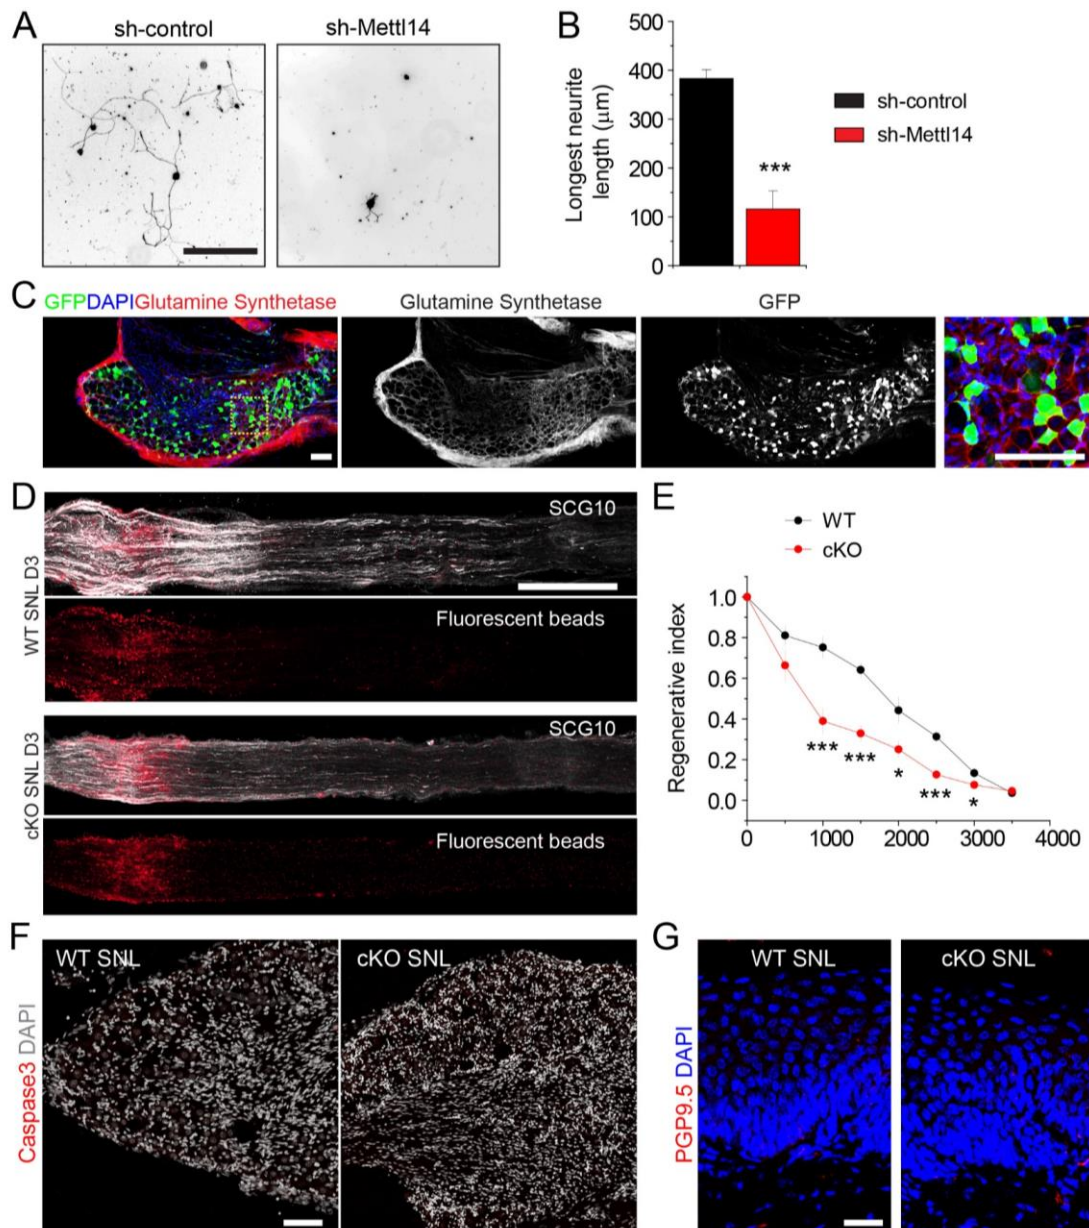 A
sh-control
sh-Mettl14
B
Longest neurite
length (μm)
500
400
300
200
100
0
***
sh-control
sh-Mettl14
C
GFPDAPIGlutamine Synthetase
Glutamine Synthetase
GFP
D
WT SNL D3
SCG10
Fluorescent beads
cKO SNL D3
SCG10
Fluorescent beads
E
WT
cKO
Regenerative index
1.0
0.8
0.6
0.4
0.2
0.0
***
***
*
***
*
0
1000
2000
3000
4000
F
Caspase3 DAPI
WT SNL
cKO SNL
G
PGP9.5 DAPI
WT SNL
cKO SNL